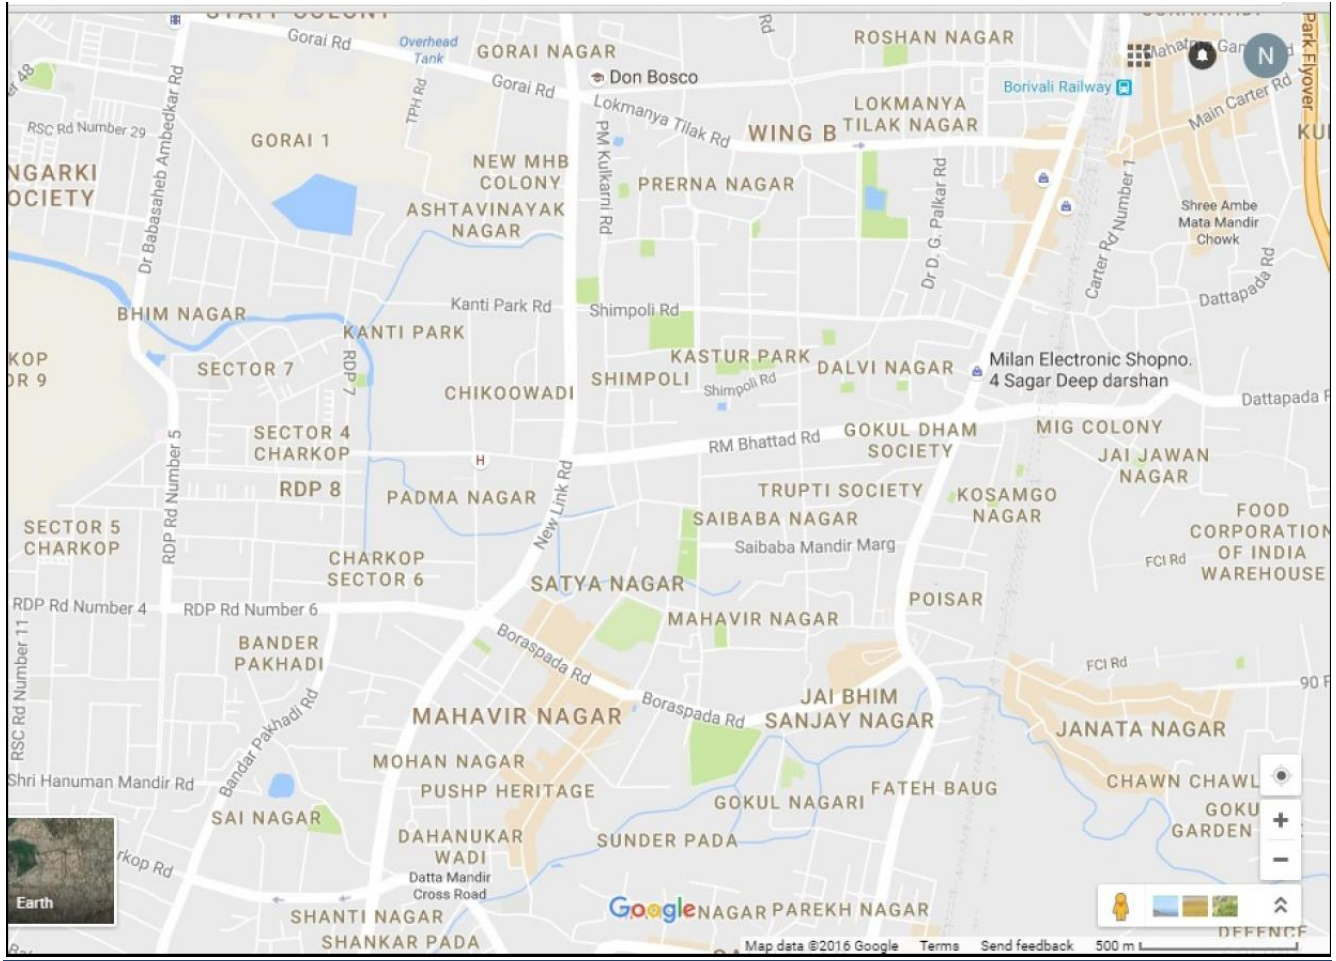 STAFF COLONY
Gorai Rd
Overhead
Tank
GORAI NAGAR
Rd
ROSHAN NAGAR
Park Flyover
N
Don Bosco
Borivali Railway
Gorai Rd
TPH Rd
Lokmanya Tilak Rd
LOKMANYA
TILAK NAGAR
WING B
Main Carter Rd
RSC Rd Number 29
GORAI 1
Dr Babasaheb Ambedkar Rd
NEW MHB
COLONY
PM Kulkarni Rd
PRERNA NAGAR
NGARKI
OCIETY
ASHTAVINAYAK
NAGAR
Dr D. G. Palkar Rd
Carter Rd Number 1
Shree Ambe
Mata Mandir
Chowk
Dattapada Rd
BHIM NAGAR
Kanti Park Rd
Shimpoli Rd
KANTI PARK
KOP
OR 9
SECTOR 7
RDP 7
CHIKOOWADI
SHIMPOLI
KASTUR PARK
Shimpoli Rd
DALVI NAGAR
Milan Electronic Shopno.
4 Sagar Deep darshan
Dattapada R
SECTOR 4
CHARKOP
H
RM Bhattad Rd
GOKUL DHAM
SOCIETY
MIG COLONY
JAI JAWAN
NAGAR
RDP Rd Number 5
RDP 8
PADMA NAGAR
New Link Rd
TRUPTI SOCIETY
KOSAMGO
NAGAR
SECTOR 5
CHARKOP
SAIBABA NAGAR
Saibaba Mandir Marg
FOOD
CORPORATION
OF INDIA
WAREHOUSE
FCI Rd
CHARKOP
SECTOR 6
SATYA NAGAR
POISAR
RDP Rd Number 4
RDP Rd Number 6
MAHAVIR NAGAR
RSC Rd Number 11
BANDER
PAKHADI
Boraspada Rd
FCI Rd
90 F
Bandar Pakhadi Rd
MAHAVIR NAGAR
Boraspada Rd
JAI BHIM
SANJAY NAGAR
JANATA NAGAR
Shri Hanuman Mandir Rd
MOHAN NAGAR
PUSHP HERITAGE
GOKUL NAGARI
FATEH BAUG
CHAWN CHAWL
GOKU
GARDEN
SAI NAGAR
DAHANUKAR
WADI
SUNDER PADA
rkop Rd
Datta Mandir
Cross Road
Earth
SHANTI NAGAR
Google
NAGAR
PAREKH NAGAR
SHANKAR PADA
DEFENCE
Map data ©2016 Google
Terms
Send feedback
500 m